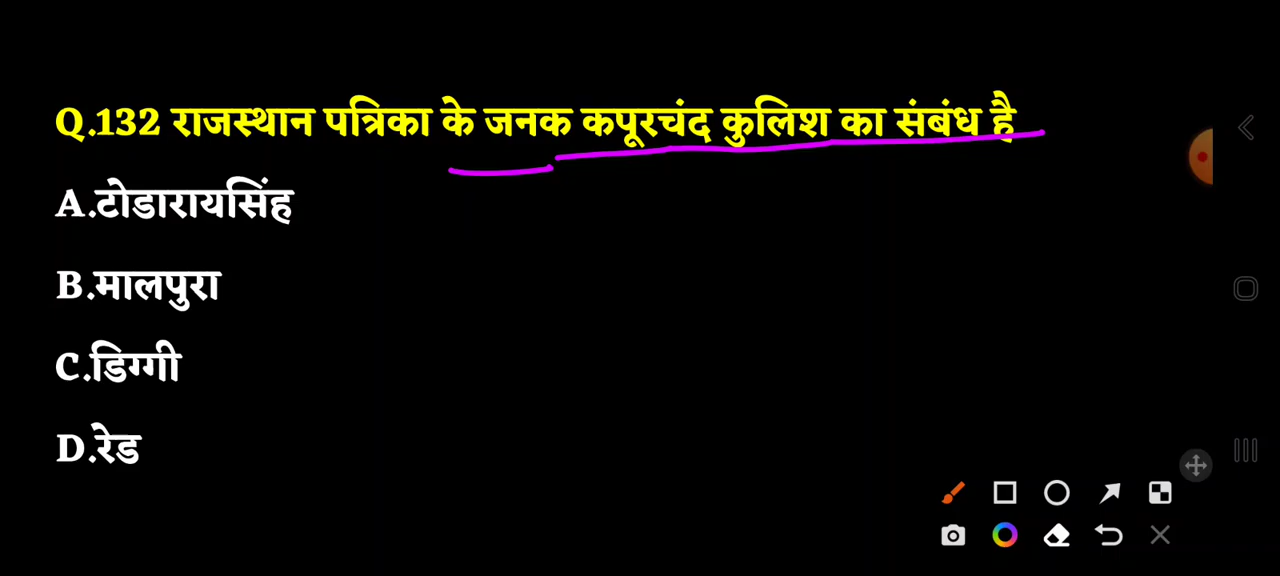 Q.132 राजस्थान पत्रिका के जनक कपूरचंद कुलिश का संबंध है
A.टोडारायसिंह
B.मालपुरा
C.डिग्गी
D.रेड